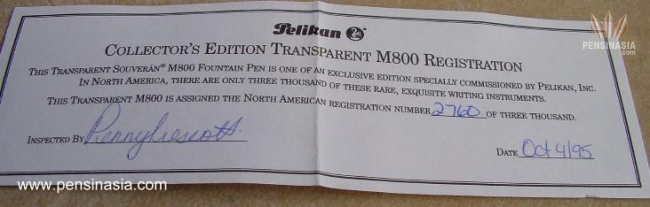 Pelikan
PENSINASIA
.COM
COLLECTOR'S EDITION TRANSPARENT M800 REGISTRATION
THIS TRANSPARENT SOUVERÄN® M800 FOUNTAIN PEN IS ONE OF AN EXCLUSIVE EDITION SPECIALLY COMMISSIONED BY PELIKAN, INC.
IN NORTH AMERICA, THERE ARE ONLY THREE THOUSAND OF THESE RARE, EXQUISITE WRITING INSTRUMENTS.
THIS TRANSPARENT M800 IS ASSIGNED THE NORTH AMERICAN REGISTRATION NUMBER 2760 OF THREE THOUSAND.
INSPECTED BY Penny Prescott
DATE Oct 4/95
www.pensinasia.com